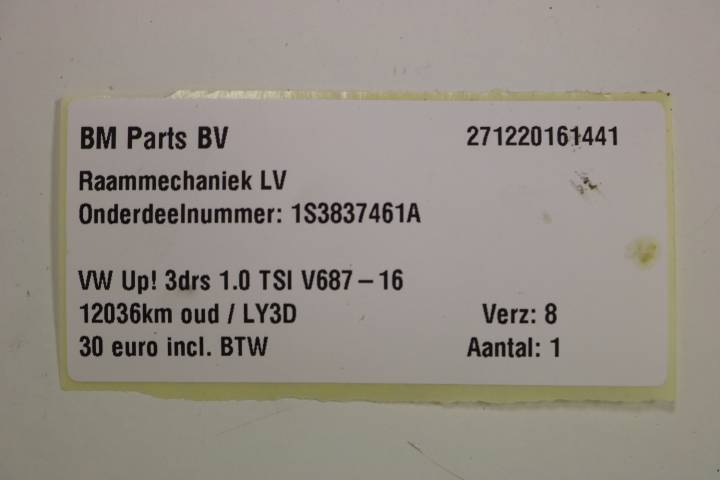 BM Parts BV 271220161441
Raammechaniek LV
Onderdeelnummer: 1S3837461A
VW Up! 3drs 1.0 TSI V687-16
12036km oud / LY3D Verz: 8
30 euro incl. BTW Aantal: 1